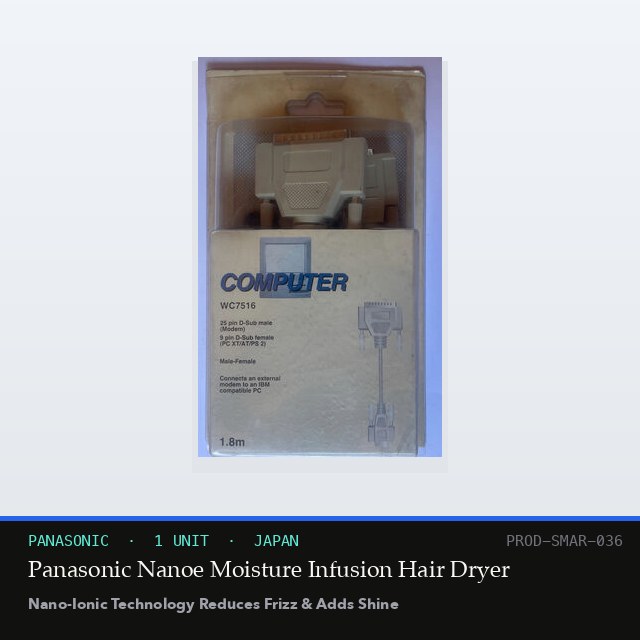 COMPUTER
WC7516
25 pin D-Sub male
(Modem)
9 pin D-Sub female
(PC XT/AT/PS 2)
Male-Female
Connects an external
modem to an IBM
compatible PC
1.8m
PANASONIC · 1 UNIT · JAPAN
PROD-SMAR-036
Panasonic Nanoe Moisture Infusion Hair Dryer
Nano-Ionic Technology Reduces Frizz & Adds Shine